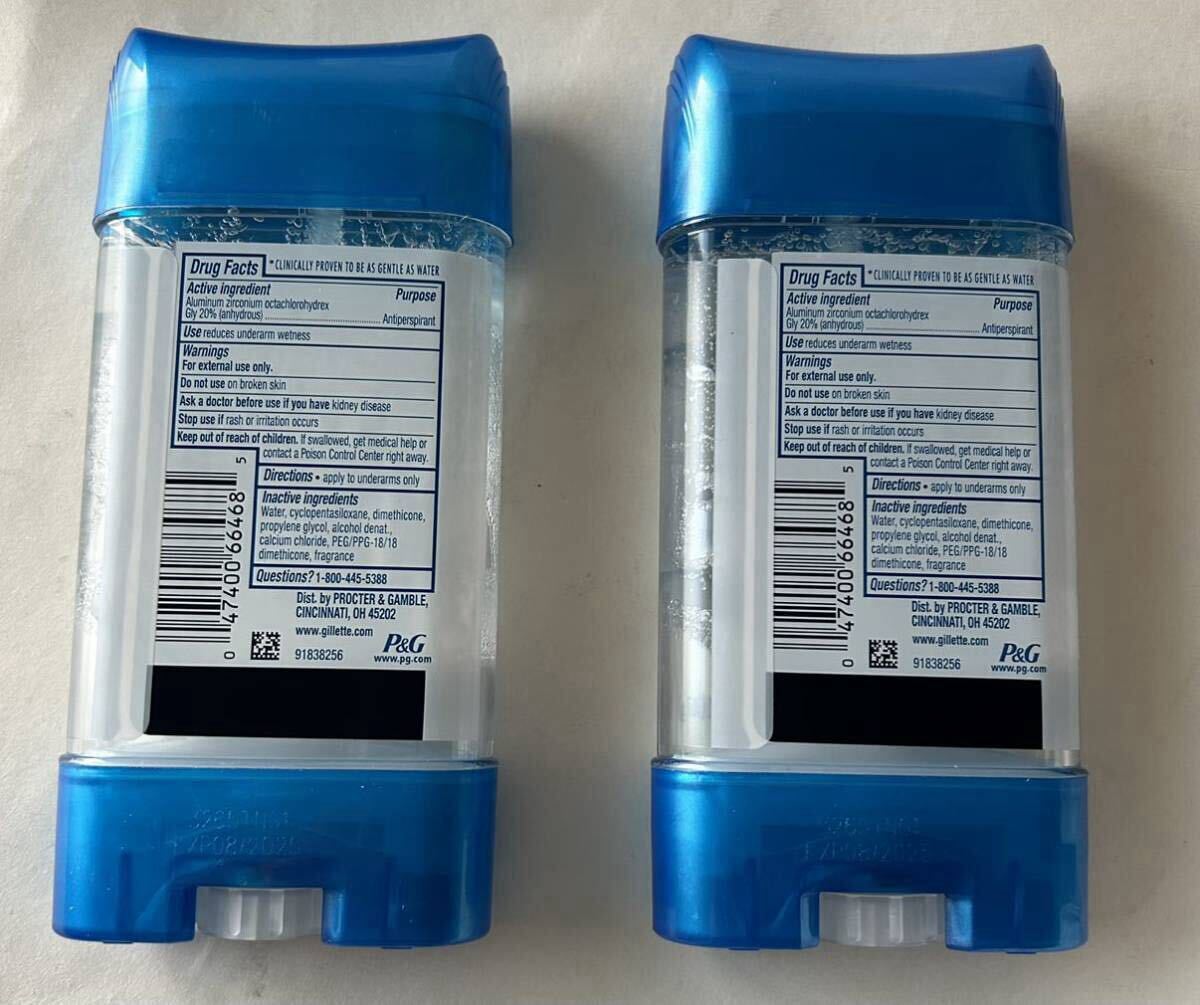 Drug Facts *CLINICALLY PROVEN TO BE AS GENTLE AS WATER
Active ingredient Purpose
Aluminum zirconium octachlorohydrex
Gly 20% (anhydrous) ........ Antiperspirant
Use reduces underarm wetness
Warnings
For external use only.
Do not use on broken skin
Ask a doctor before use if you have kidney disease
Stop use if rash or irritation occurs
Keep out of reach of children. If swallowed, get medical help or
contact a Poison Control Center right away.
Directions • apply to underarms only
Inactive ingredients
Water, cyclopentasiloxane, dimethicone,
propylene glycol, alcohol denat.,
calcium chloride, PEG/PPG-18/18
dimethicone, fragrance
Questions? 1-800-445-5388
Dist. by PROCTER & GAMBLE,
CINCINNATI, OH 45202
www.gillette.com
P&G
91838256 www.pg.com
0 47400 66468 5
Drug Facts *CLINICALLY PROVEN TO BE AS GENTLE AS WATER
Active ingredient Purpose
Aluminum zirconium octachlorohydrex
Gly 20% (anhydrous) ........ Antiperspirant
Use reduces underarm wetness
Warnings
For external use only.
Do not use on broken skin
Ask a doctor before use if you have kidney disease
Stop use if rash or irritation occurs
Keep out of reach of children. If swallowed, get medical help or
contact a Poison Control Center right away.
Directions • apply to underarms only
Inactive ingredients
Water, cyclopentasiloxane, dimethicone,
propylene glycol, alcohol denat.,
calcium chloride, PEG/PPG-18/18
dimethicone, fragrance
Questions? 1-800-445-5388
Dist. by PROCTER & GAMBLE,
CINCINNATI, OH 45202
www.gillette.com
P&G
91838256 www.pg.com
0 47400 66468 5